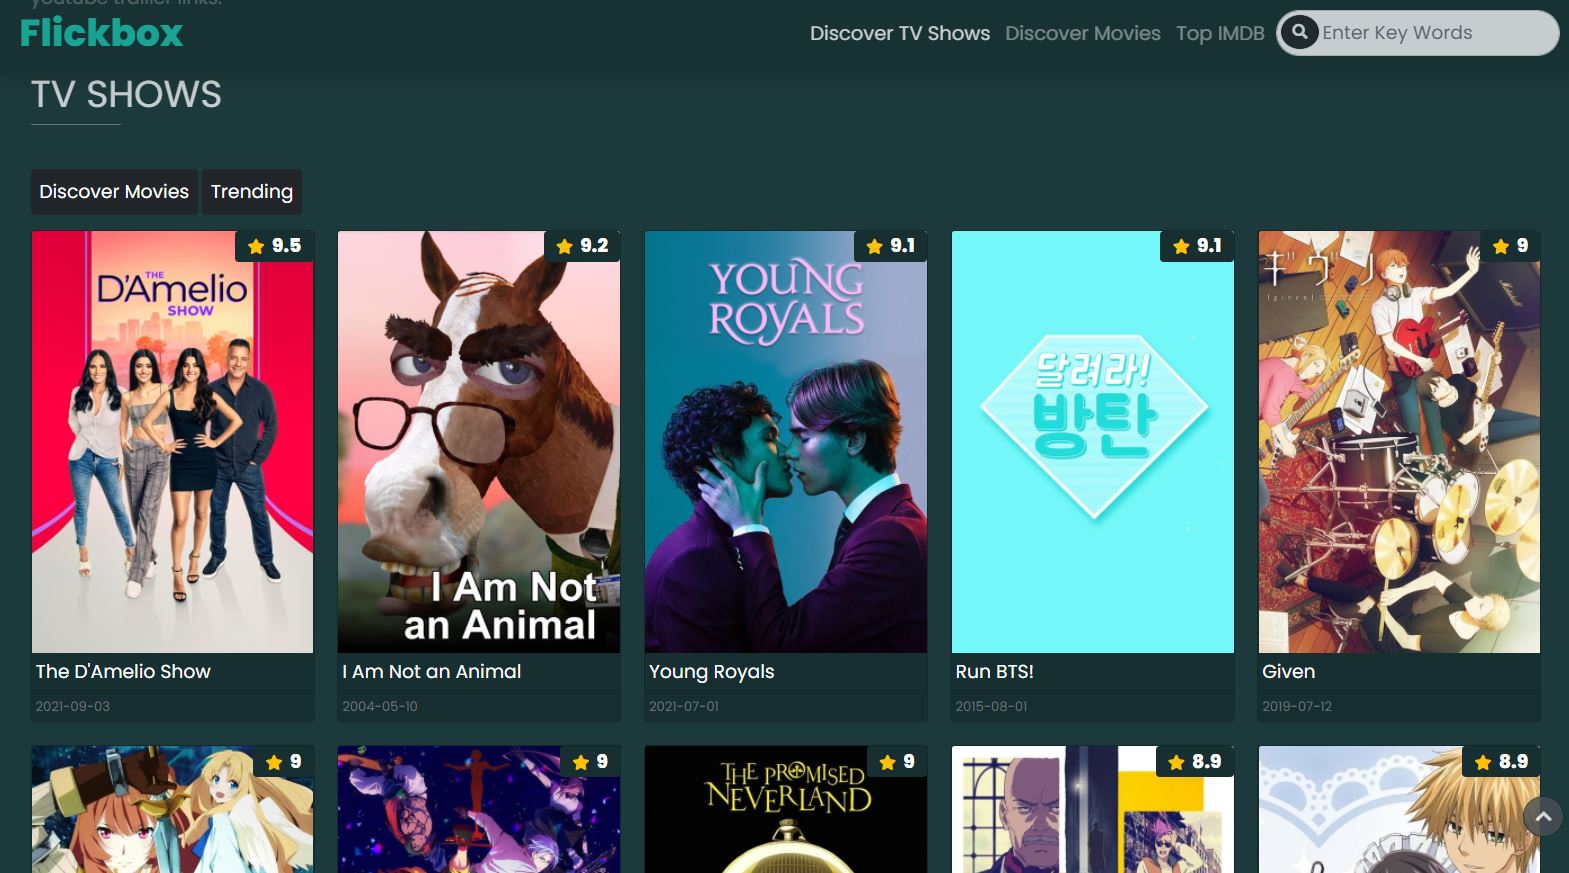 youtube trailler links.
Flickbox
Discover TV Shows Discover Movies Top IMDB Enter Key Words
TV SHOWS
Discover Movies Trending
9.5
THE
D'Amelio
SHOW
9.2
I Am Not
an Animal
9.1
YOUNG
ROYALS
9.1
달려라!
방탄
9
ギヴン
[given]
Marshall
The D'Amelio Show
2021-09-03
I Am Not an Animal
2004-05-10
Young Royals
2021-07-01
Run BTS!
2015-08-01
Given
2019-07-12
9
9
9
THE PROMISED
NEVERLAND
8.9
8.9